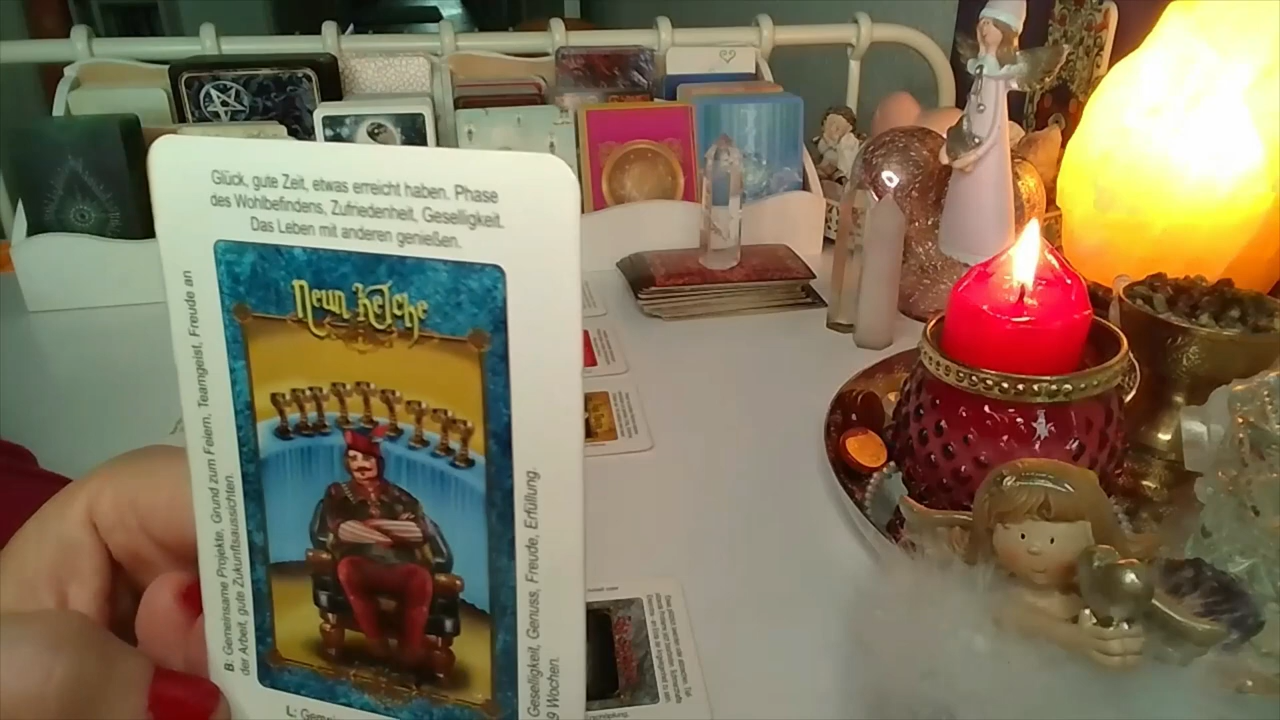 Glück, gute Zeit, etwas erreicht haben. Phase
des Wohlbefindens, Zufriedenheit, Geselligkeit.
Das Leben mit anderen genießen.
Neun Kelche
B: Gemeinsame Projekte, Grund zum Feiern, Teamgeist, Freude an
der Arbeit, gute Zukunftsaussichten.
Geselligkeit, Genuss, Freude, Erfüllung.
9 Wochen.
L: